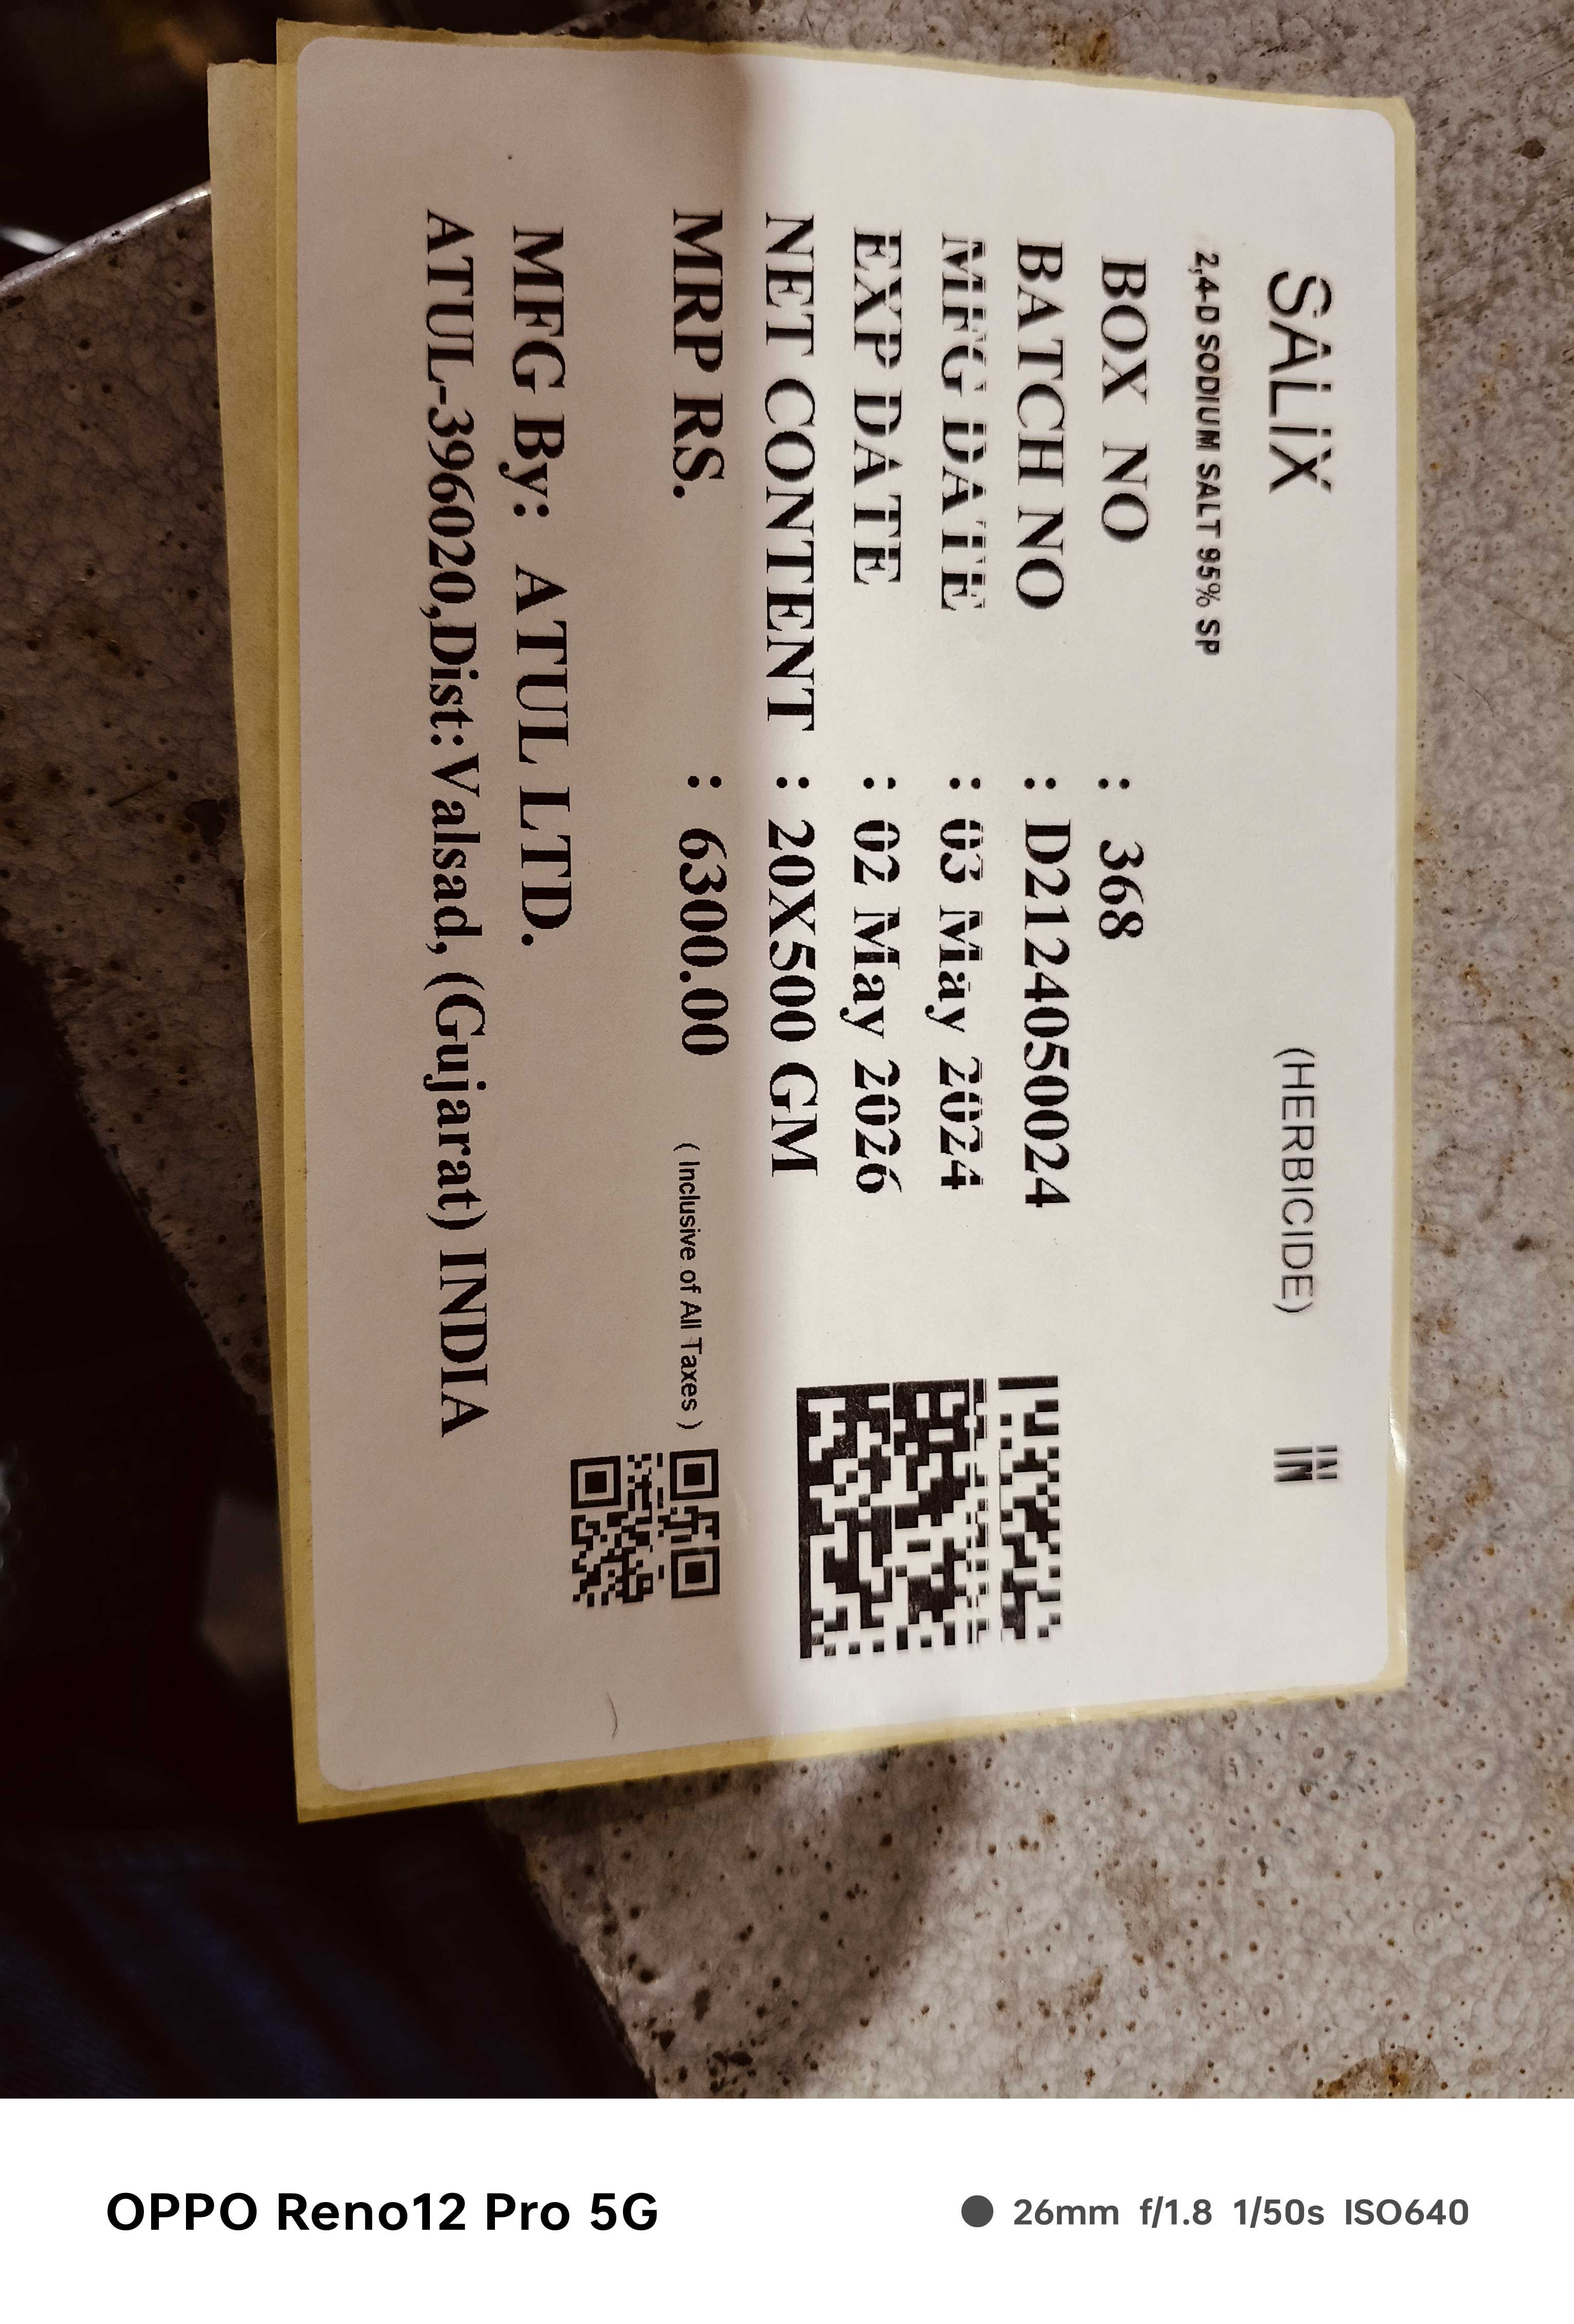 SALIX (HERBICIDE) IN
2,4-D SODIUM SALT 95% SP
BOX NO : 368
BATCH NO : D2124050024
MFG DATE : 03 May 2024
EXP DATE : 02 May 2026
NET CONTENT : 20X500 GM
MRP RS. : 6300.00 ( Inclusive of All Taxes )
MFG By: ATUL LTD.
ATUL-396020,Dist:Valsad, (Gujarat) INDIA
OPPO Reno12 Pro 5G
26mm f/1.8 1/50s ISO640